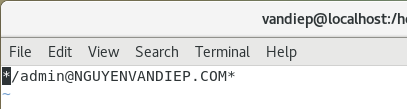 vandiep@localhost:/h
File Edit View Search Terminal Help
*/admin@NGUYENVANDIEP.COM*
~